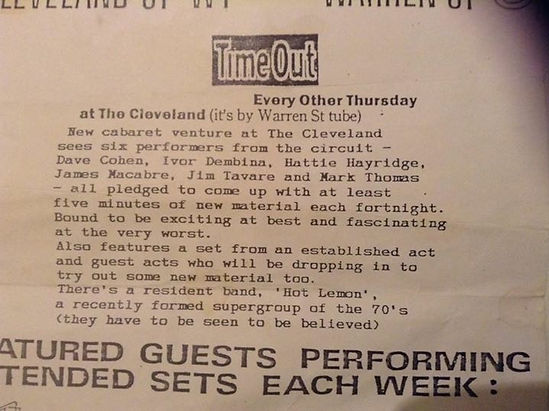 CLEVELAND ST W1 WARREN ST
Time Out
Every Other Thursday
at The Cleveland (it's by Warren St tube)
New cabaret venture at The Cleveland
sees six performers from the circuit -
Dave Cohen, Ivor Dembina, Hattie Hayridge,
James Macabre, Jim Tavare and Mark Thomas
- all pledged to come up with at least
five minutes of new material each fortnight.
Bound to be exciting at best and fascinating
at the very worst.
Also features a set from an established act
and guest acts who will be dropping in to
try out some new material too.
There's a resident band, 'Hot Lemon',
a recently formed supergroup of the 70's
(they have to be seen to be believed)
ATURED GUESTS PERFORMING
TENDED SETS EACH WEEK: